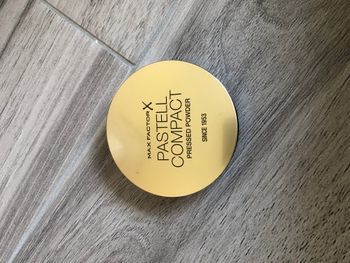 MAX FACTOR X
PASTELL
COMPACT
PRESSED POWDER
SINCE 1953